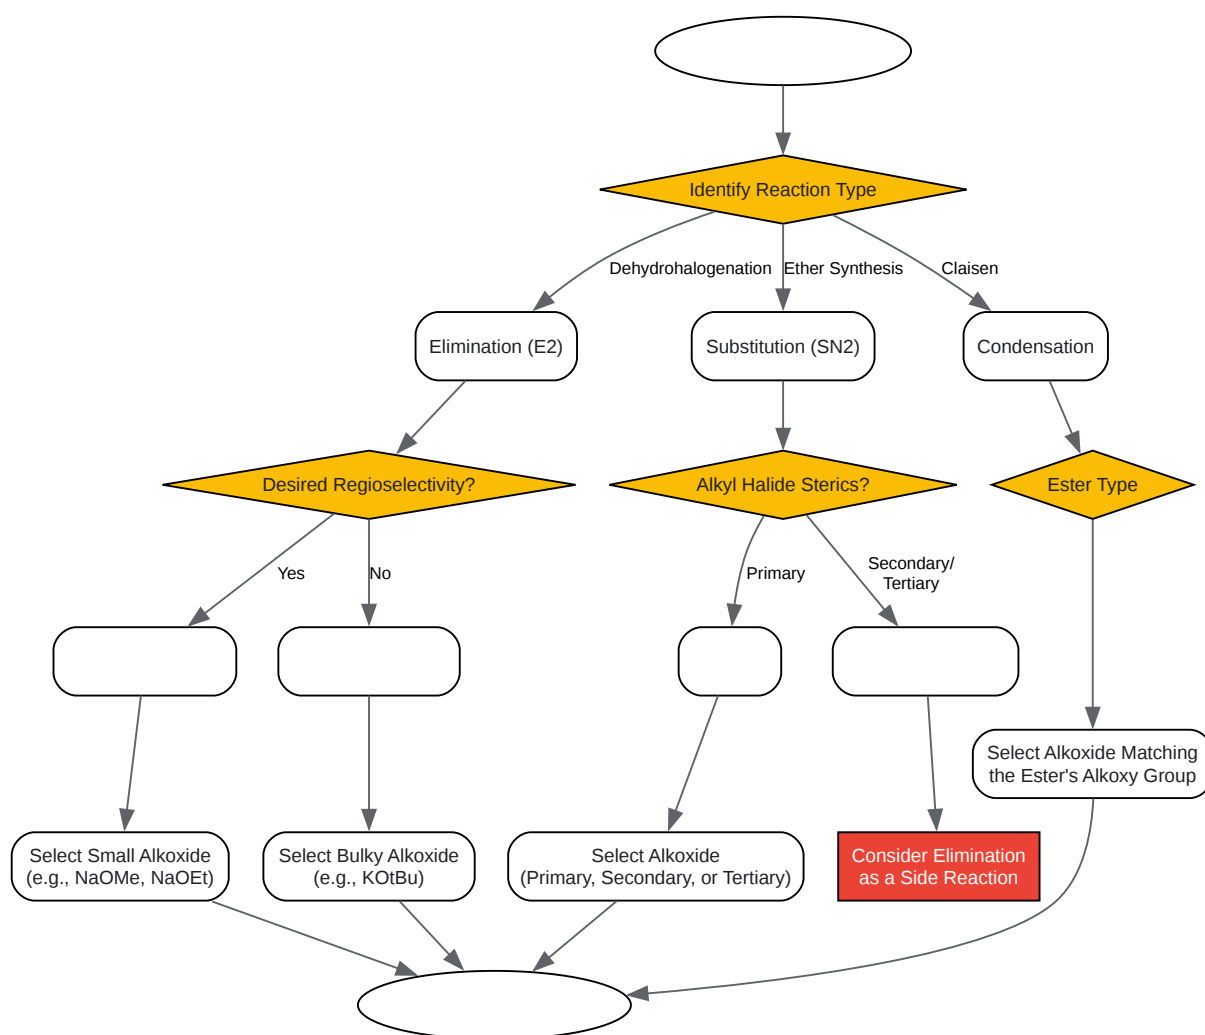 Identify Reaction Type
Dehydrohalogenation
Ether Synthesis
Claisen
Elimination (E2)
Substitution (SN2)
Condensation
Desired Regioselectivity?
Alkyl Halide Sterics?
Ester Type
Yes
No
Primary
Secondary/
Tertiary
Select Alkoxide Matching
the Ester's Alkoxy Group
Select Small Alkoxide
(e.g., NaOMe, NaOEt)
Select Bulky Alkoxide
(e.g., KOtBu)
Select Alkoxide
(Primary, Secondary, or Tertiary)
Consider Elimination
as a Side Reaction